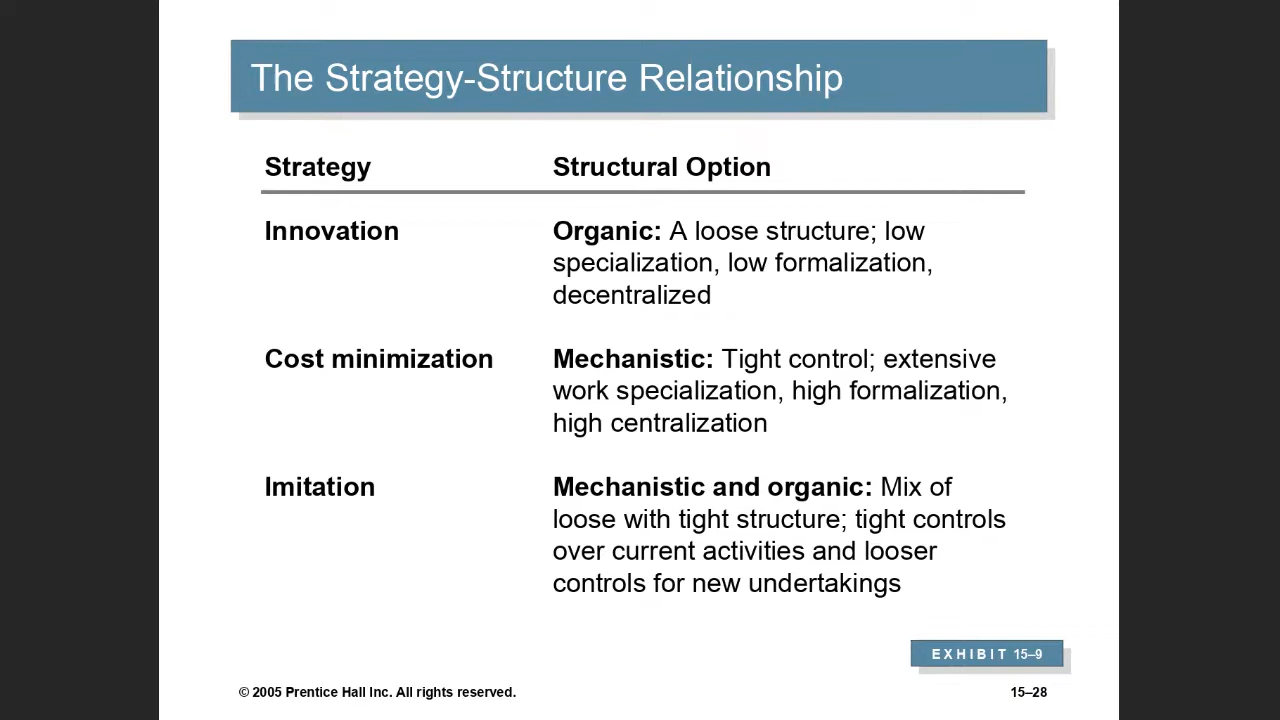 The Strategy-Structure Relationship
Strategy Structural Option
Innovation Organic: A loose structure; low
specialization, low formalization,
decentralized
Cost minimization Mechanistic: Tight control; extensive
work specialization, high formalization,
high centralization
Imitation Mechanistic and organic: Mix of
loose with tight structure; tight controls
over current activities and looser
controls for new undertakings
EXHIBIT 15–9
© 2005 Prentice Hall Inc. All rights reserved. 15–28